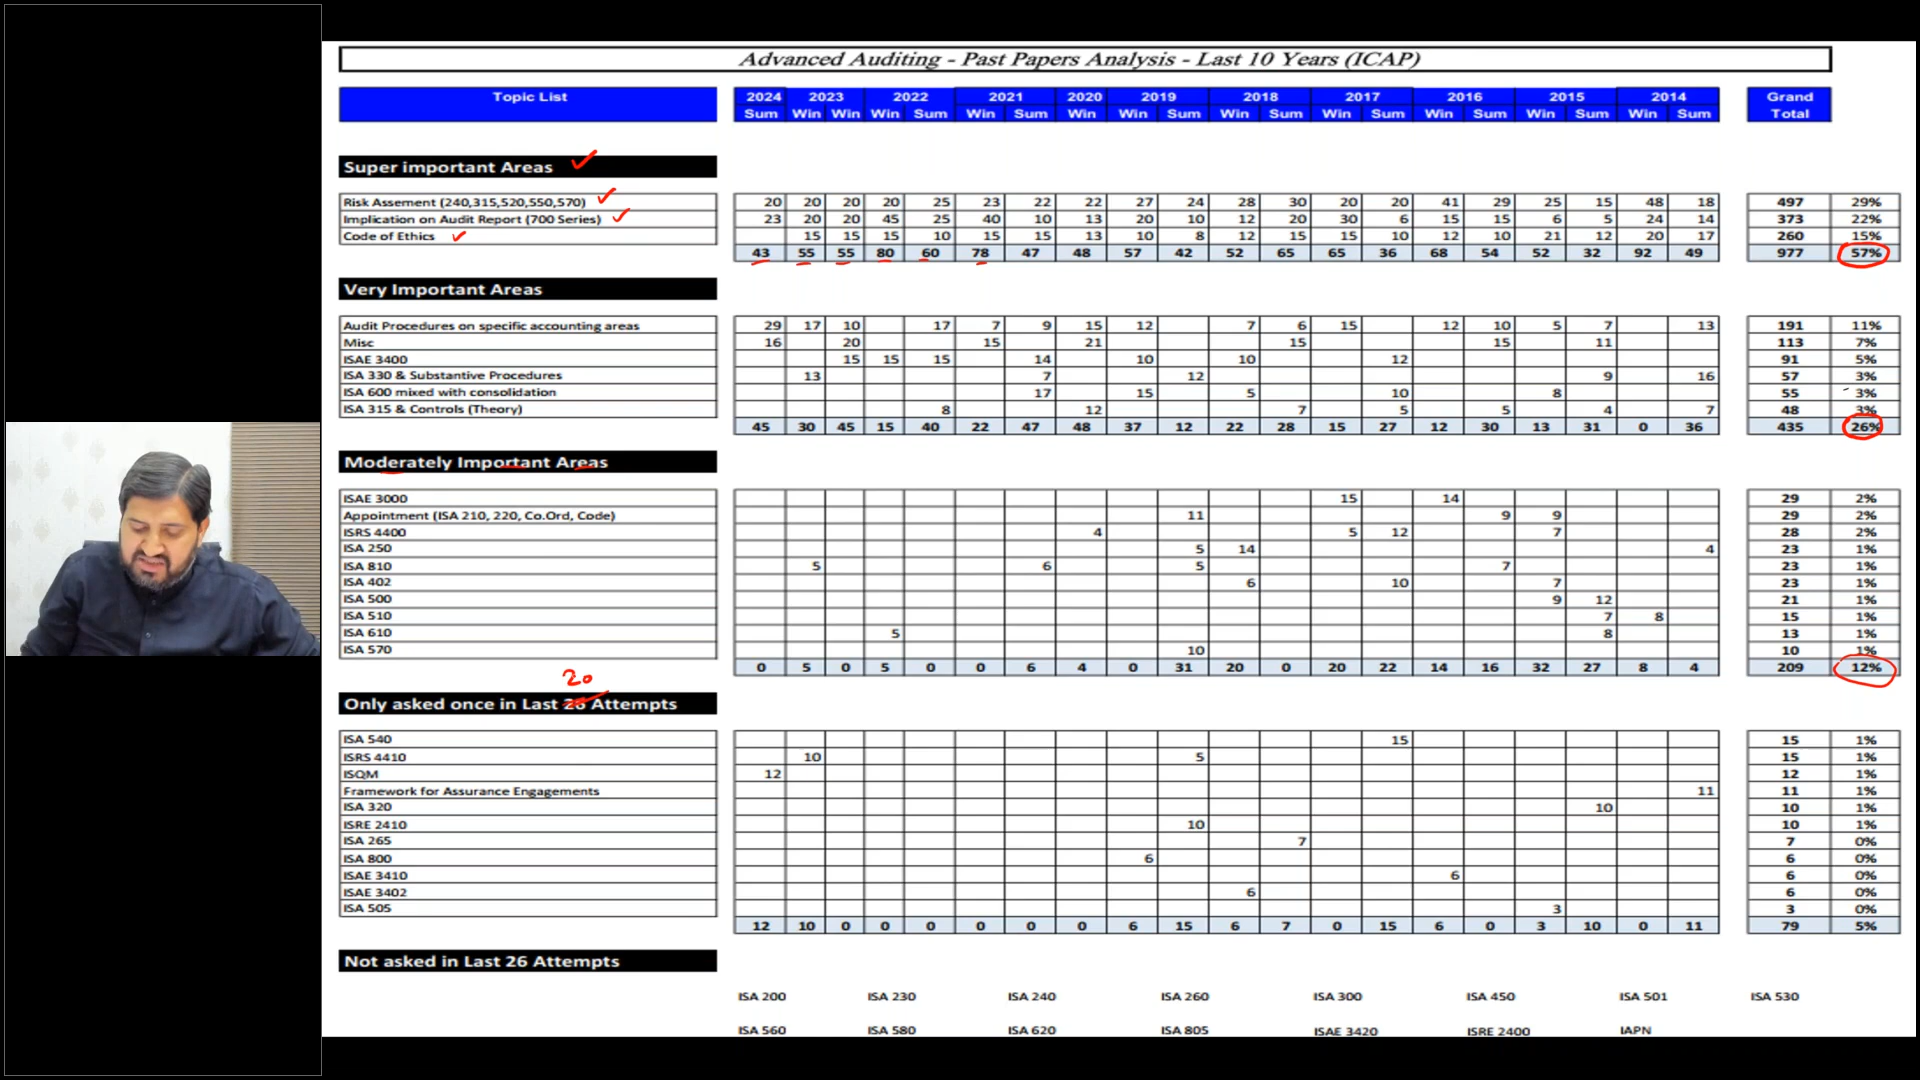 Advanced Auditing - Past Papers Analysis - Last 10 Years (ICAP)
Topic List 2024 2023 2022 2021 2020 2019 2018 2017 2016 2015 2014 Grand
Sum Win Win Win Sum Win Sum Win Win Sum Win Sum Win Sum Win Sum Win Sum Win Sum Total
Super important Areas
Risk Assement (240,315,520,550,570) 20 20 20 20 25 23 22 22 27 24 28 30 20 20 41 29 25 15 48 18 497 29%
Implication on Audit Report (700 Series) 23 20 20 45 25 40 10 13 20 10 12 20 30 6 15 15 6 5 24 14 373 22%
Code of Ethics 15 15 15 10 15 15 13 10 8 12 15 15 10 12 10 21 12 20 17 260 15%
43 55 55 80 60 78 47 48 57 42 52 65 65 36 68 54 52 32 92 49 977 57%
Very Important Areas
Audit Procedures on specific accounting areas 29 17 10 17 7 9 15 12 7 6 15 12 10 5 7 13 191 11%
Misc 16 20 15 21 15 15 11 113 7%
ISAE 3400 15 15 15 14 10 10 12 91 5%
ISA 330 & Substantive Procedures 13 7 12 9 16 57 3%
ISA 600 mixed with consolidation 17 15 5 10 8 55 3%
ISA 315 & Controls (Theory) 8 12 7 5 5 4 7 48 3%
45 30 45 15 40 22 47 48 37 12 22 28 15 27 12 30 13 31 0 36 435 26%
Moderately Important Areas
ISAE 3000 15 14 29 2%
Appointment (ISA 210, 220, Co.Ord, Code) 11 9 9 29 2%
ISRS 4400 4 5 12 7 28 2%
ISA 250 5 14 4 23 1%
ISA 810 5 6 5 7 23 1%
ISA 402 6 10 7 23 1%
ISA 500 9 12 21 1%
ISA 510 7 8 15 1%
ISA 610 5 8 13 1%
ISA 570 10 10 1%
0 5 0 5 0 0 6 4 0 31 20 0 20 22 14 16 32 27 8 4 209 12%
20
Only asked once in Last 26 Attempts
ISA 540 15 15 1%
ISRS 4410 10 5 15 1%
ISQM 12 12 1%
Framework for Assurance Engagements 11 11 1%
ISA 320 10 10 1%
ISRE 2410 10 10 1%
ISA 265 7 7 0%
ISA 800 6 6 0%
ISAE 3410 6 6 0%
ISAE 3402 6 6 0%
ISA 505 3 3 0%
12 10 0 0 0 0 0 0 6 15 6 7 0 15 6 0 3 10 0 11 79 5%
Not asked in Last 26 Attempts
ISA 200 ISA 230 ISA 240 ISA 260 ISA 300 ISA 450 ISA 501 ISA 530
ISA 560 ISA 580 ISA 620 ISA 805 ISAE 3420 ISRE 2400 IAPN